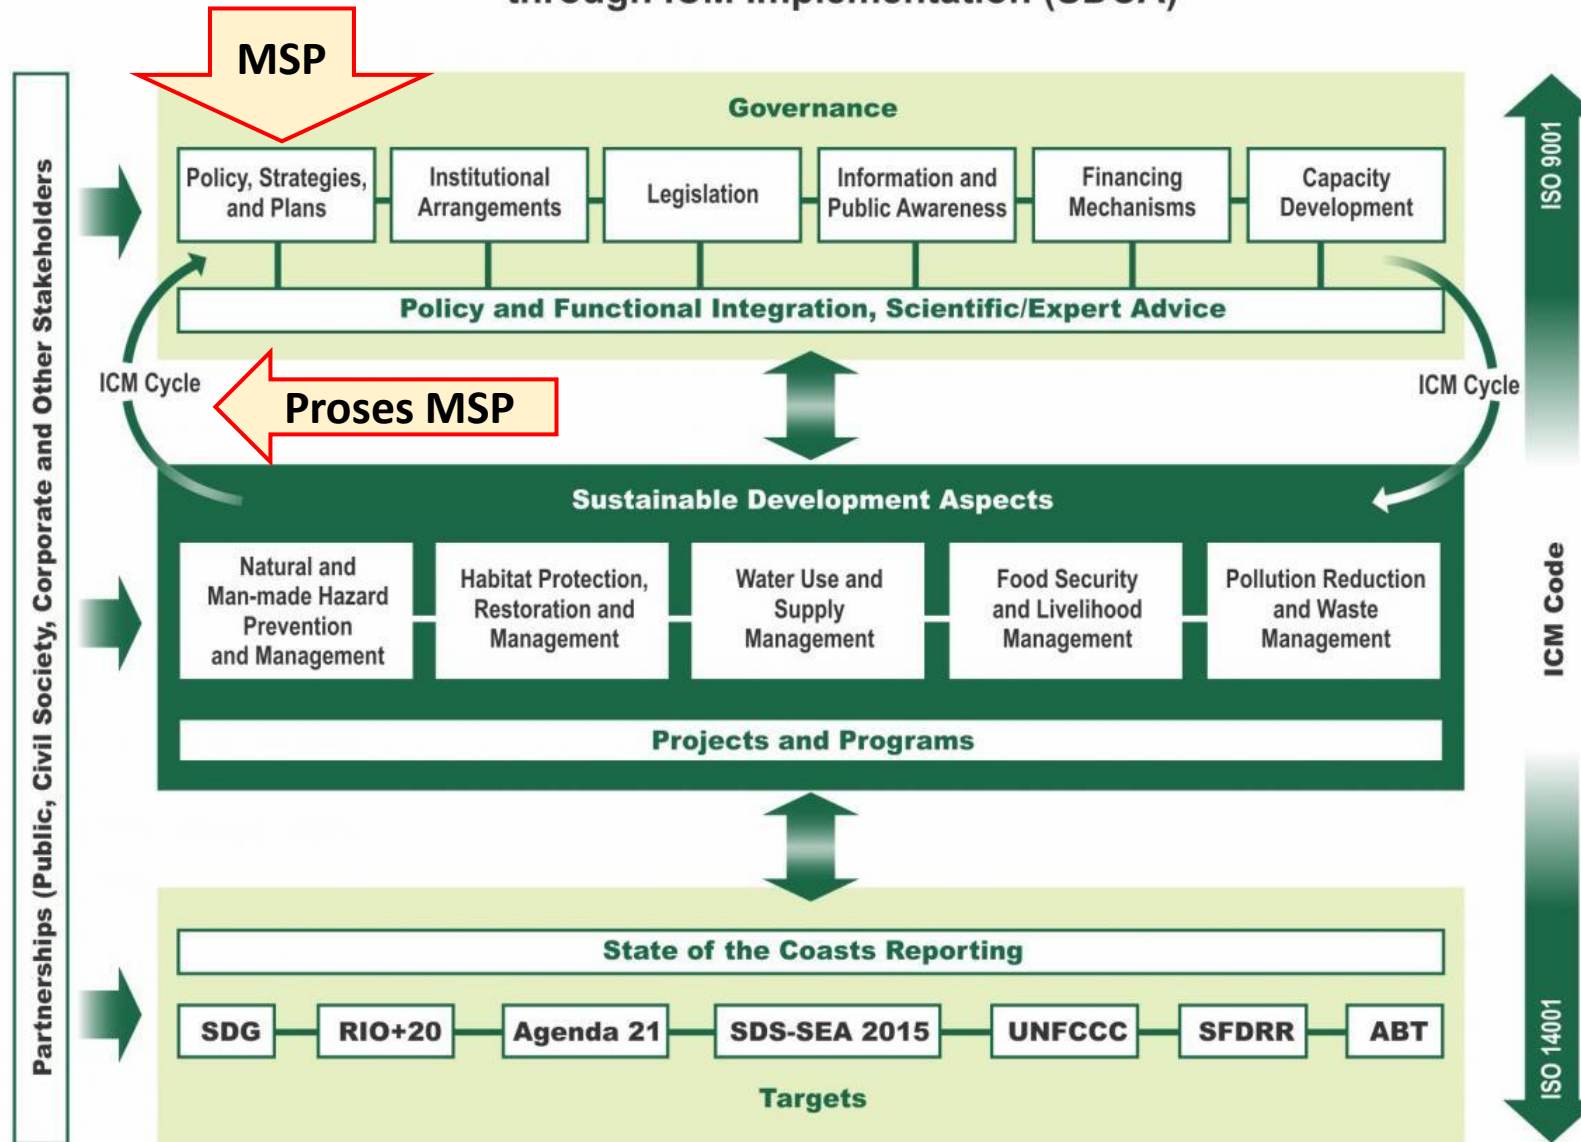 through ICM Implementation (SDCA)
MSP
Governance
Policy, Strategies,
and Plans
Institutional
Arrangements
Legislation
Information and
Public Awareness
Financing
Mechanisms
Capacity
Development
Policy and Functional Integration, Scientific/Expert Advice
ICM Cycle
Proses MSP
ICM Cycle
Sustainable Development Aspects
Natural and
Man-made Hazard
Prevention
and Management
Habitat Protection,
Restoration and
Management
Water Use and
Supply
Management
Food Security
and Livelihood
Management
Pollution Reduction
and Waste
Management
Projects and Programs
State of the Coasts Reporting
SDG
RIO+20
Agenda 21
SDS-SEA 2015
UNFCCC
SFDRR
ABT
Targets
Partnerships (Public, Civil Society, Corporate and Other Stakeholders
ISO 9001
ICM Code
ISO 14001